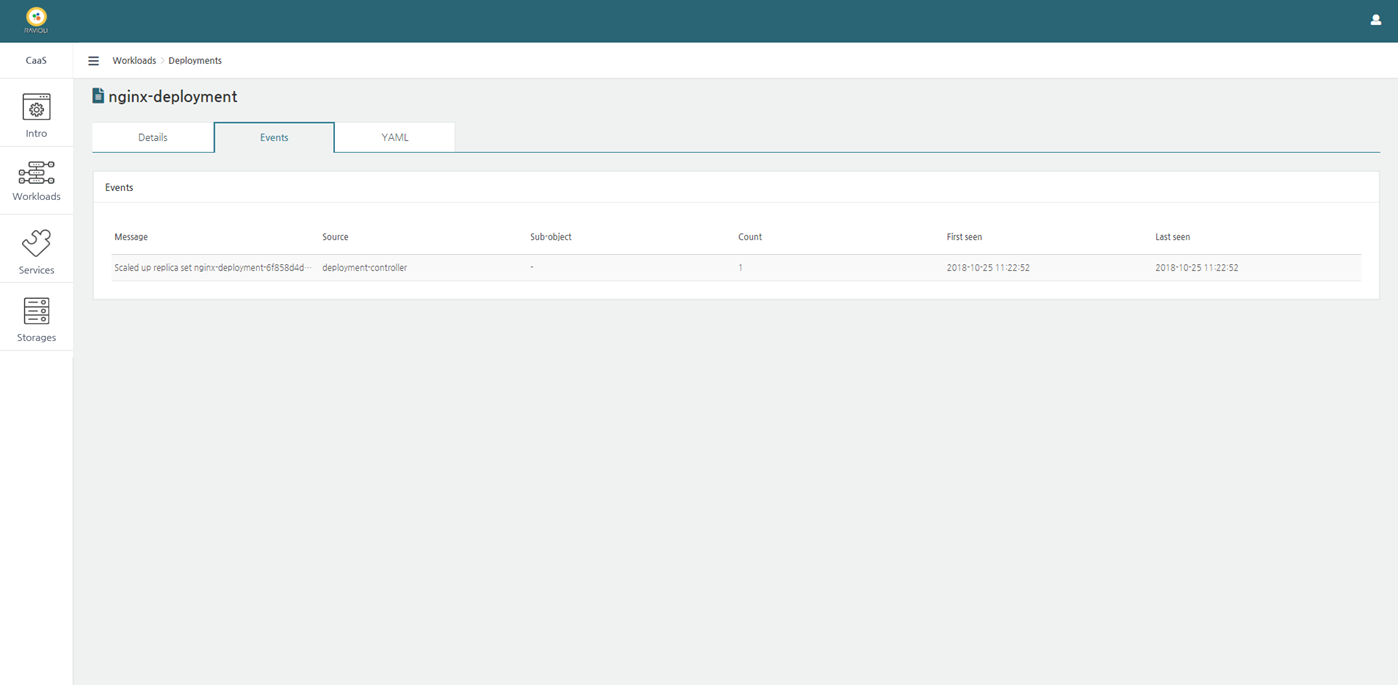 RAVIOLI
CaaS
Workloads > Deployments
Intro
Workloads
Services
Storages
nginx-deployment
Details Events YAML
Events
Message Source Sub-object Count First seen Last seen
Scaled up replica set nginx-deployment-6f858d4d··· deployment-controller - 1 2018-10-25 11:22:52 2018-10-25 11:22:52